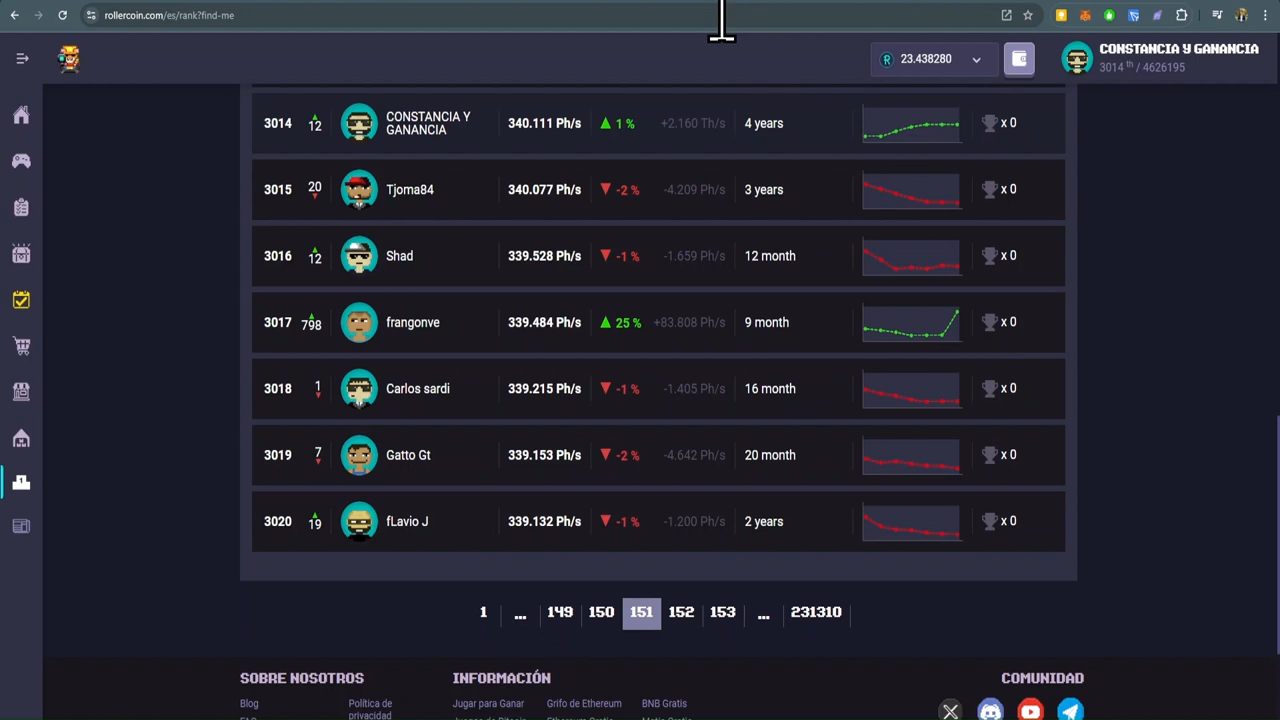 rollercoin.com/es/rank?find-me
23.438280
CONSTANCIA Y GANANCIA
3014 th / 4626195
3014 12 CONSTANCIA Y GANANCIA 340.111 Ph/s 1 % +2.160 Th/s 4 years x 0
3015 20 Tjoma84 340.077 Ph/s -2 % -4.209 Ph/s 3 years x 0
3016 12 Shad 339.528 Ph/s -1 % -1.659 Ph/s 12 month x 0
3017 798 frangonve 339.484 Ph/s 25 % +83.808 Ph/s 9 month x 0
3018 1 Carlos sardi 339.215 Ph/s -1 % -1.405 Ph/s 16 month x 0
3019 7 Gatto Gt 339.153 Ph/s -2 % -4.642 Ph/s 20 month x 0
3020 19 fLavio J 339.132 Ph/s -1 % -1.200 Ph/s 2 years x 0
1 ... 149 150 151 152 153 ... 231310
SOBRE NOSOTROS INFORMACIÓN COMUNIDAD
Blog Política de privacidad Jugar para Ganar Grifo de Ethereum BNB Gratis